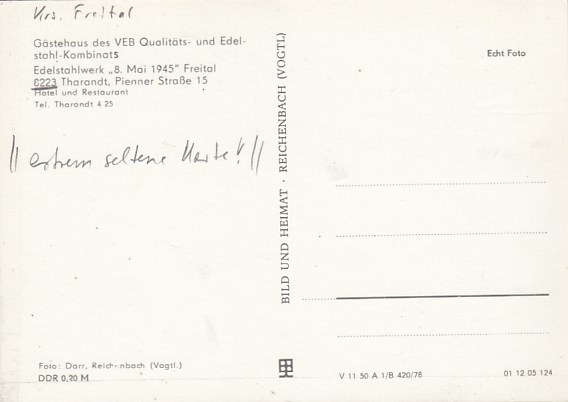 Krs. Freital
Gästehaus des VEB Qualitäts- und Edel-
stahl-Kombinats
Edelstahlwerk „8. Mai 1945" Freital
8223 Tharandt, Pienner Straße 15
Hotel und Restaurant
Tel. Tharandt 4 25
Echt Foto
|| extrem seltene Karte! ||
BILD UND HEIMAT · REICHENBACH (VOGTL)
Foto: Darr, Reichenbach (Vogtl.)
DDR 0,20 M
V 11 50 A 1/B 420/78
01 12 05 124